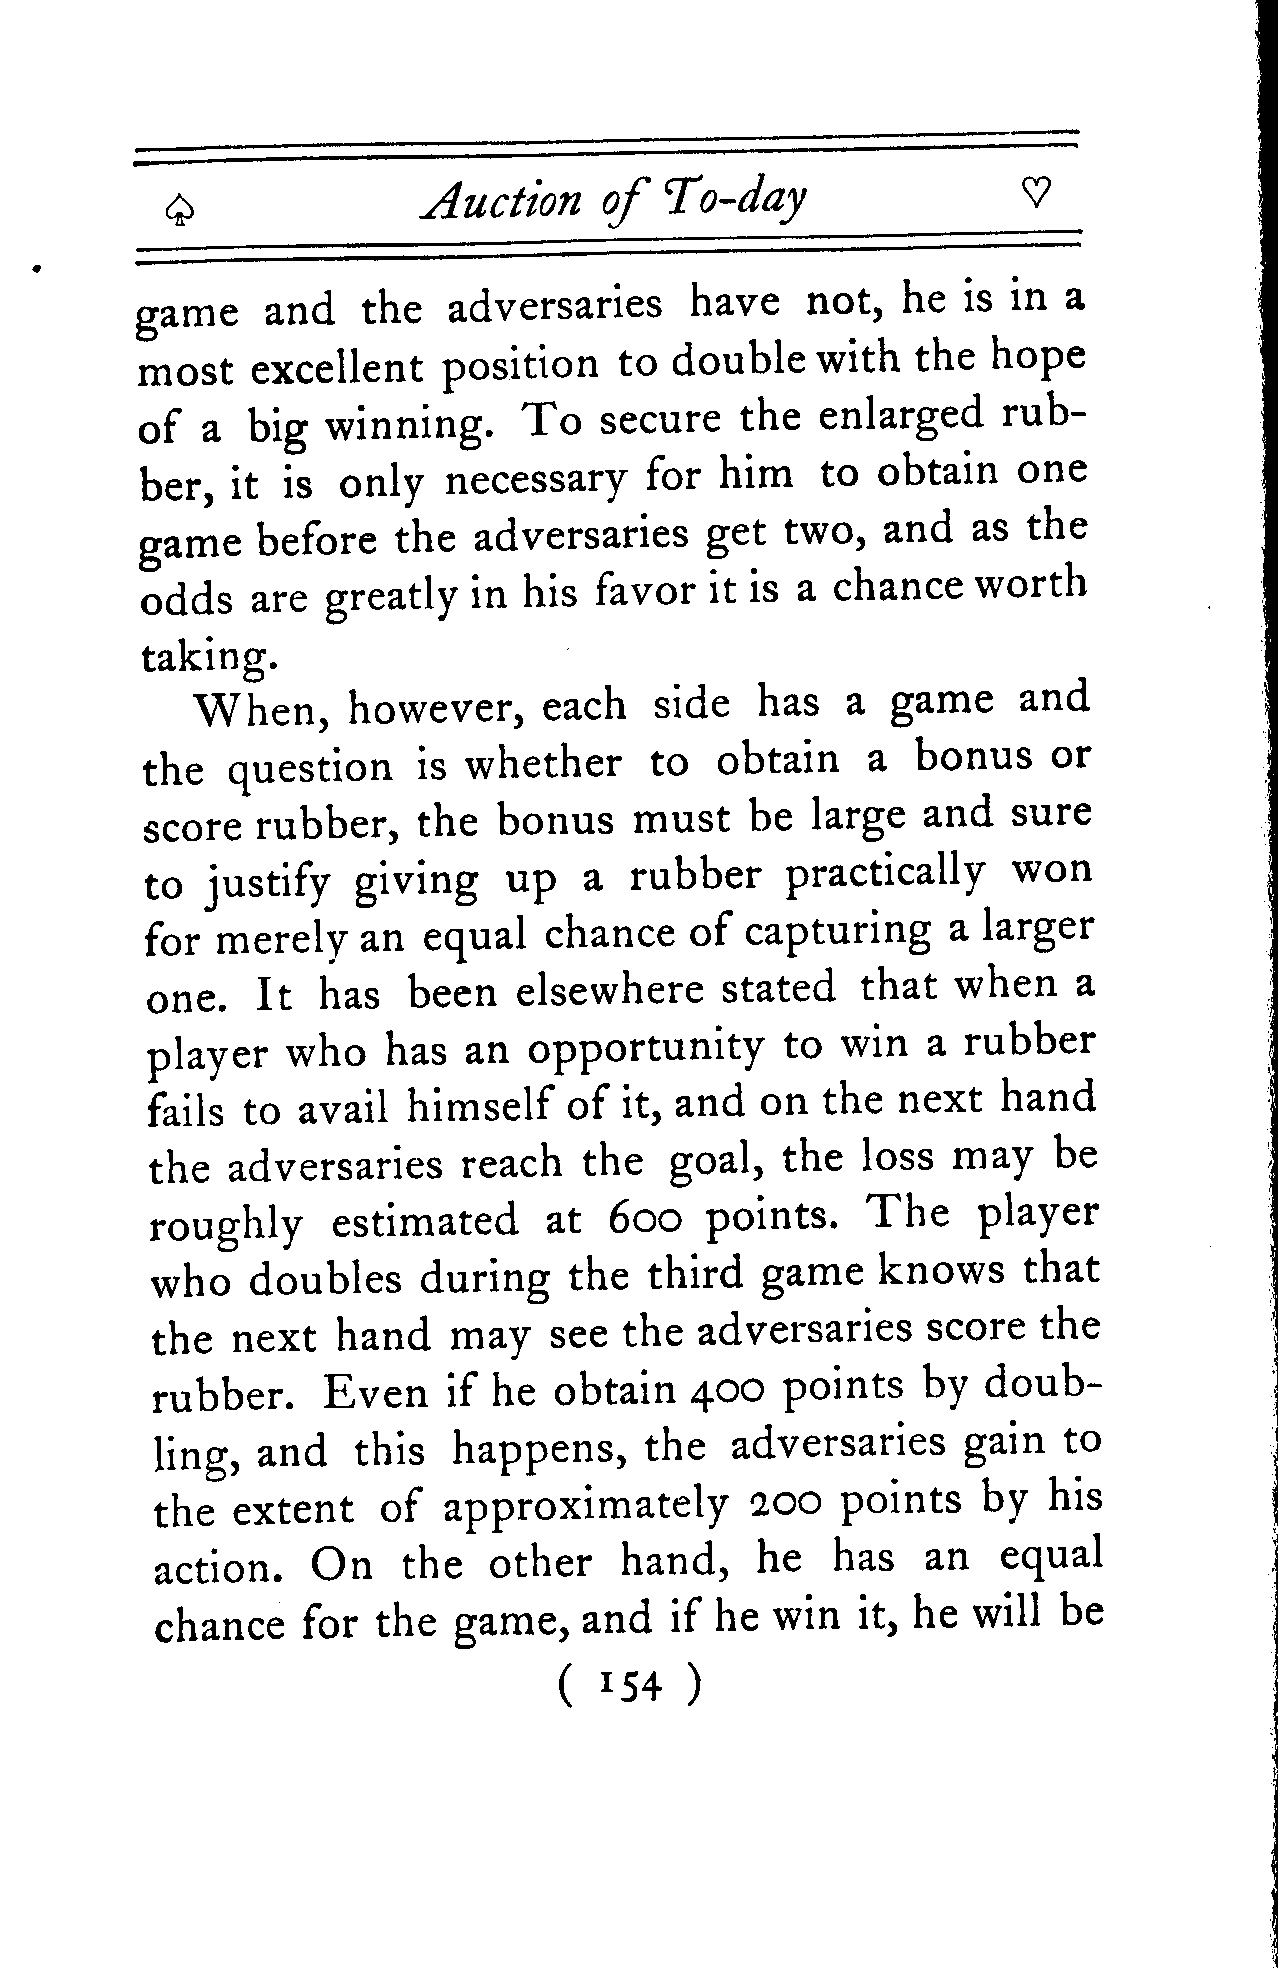 ♤ Auction of To-day ♡
game and the adversaries have not, he is in a
most excellent position to double with the hope
of a big winning. To secure the enlarged rub-
ber, it is only necessary for him to obtain one
game before the adversaries get two, and as the
odds are greatly in his favor it is a chance worth
taking.
When, however, each side has a game and
the question is whether to obtain a bonus or
score rubber, the bonus must be large and sure
to justify giving up a rubber practically won
for merely an equal chance of capturing a larger
one. It has been elsewhere stated that when a
player who has an opportunity to win a rubber
fails to avail himself of it, and on the next hand
the adversaries reach the goal, the loss may be
roughly estimated at 600 points. The player
who doubles during the third game knows that
the next hand may see the adversaries score the
rubber. Even if he obtain 400 points by doub-
ling, and this happens, the adversaries gain to
the extent of approximately 200 points by his
action. On the other hand, he has an equal
chance for the game, and if he win it, he will be
( 154 )